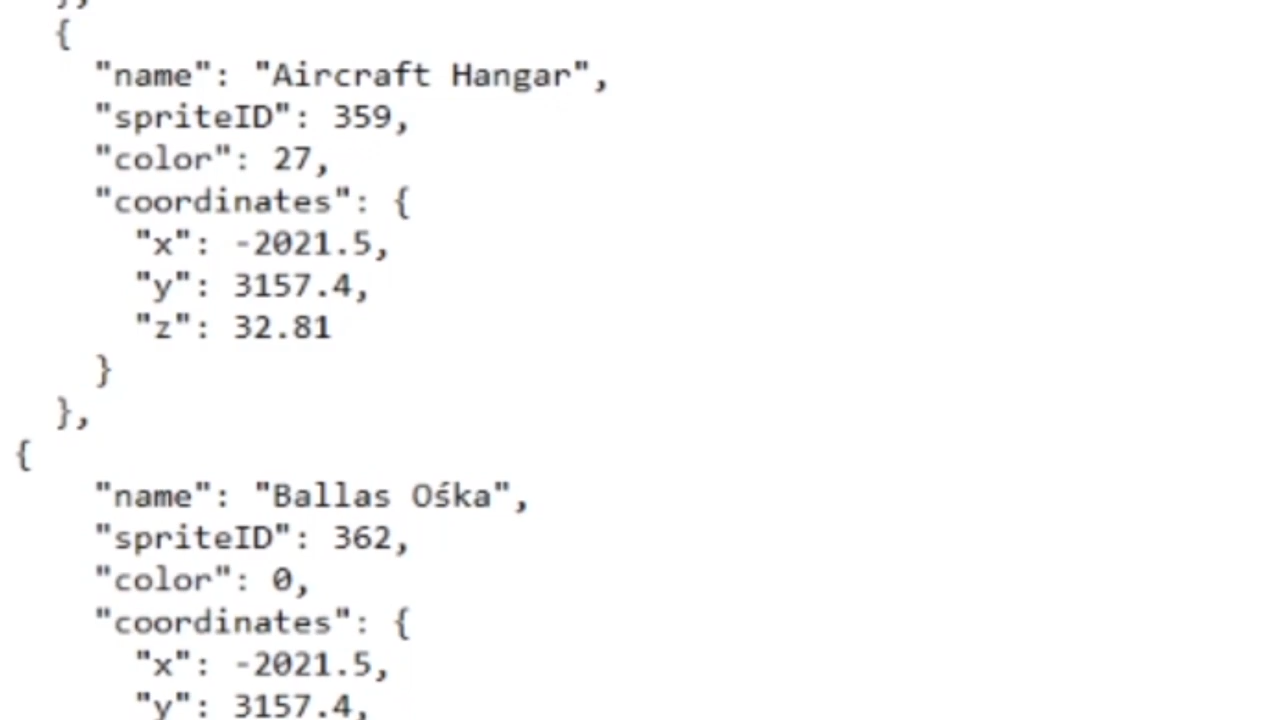 },
{
"name": "Aircraft Hangar",
"spriteID": 359,
"color": 27,
"coordinates": {
"x": -2021.5,
"y": 3157.4,
"z": 32.81
}
},
{
"name": "Ballas Ośka",
"spriteID": 362,
"color": 0,
"coordinates": {
"x": -2021.5,
"y": 3157.4,